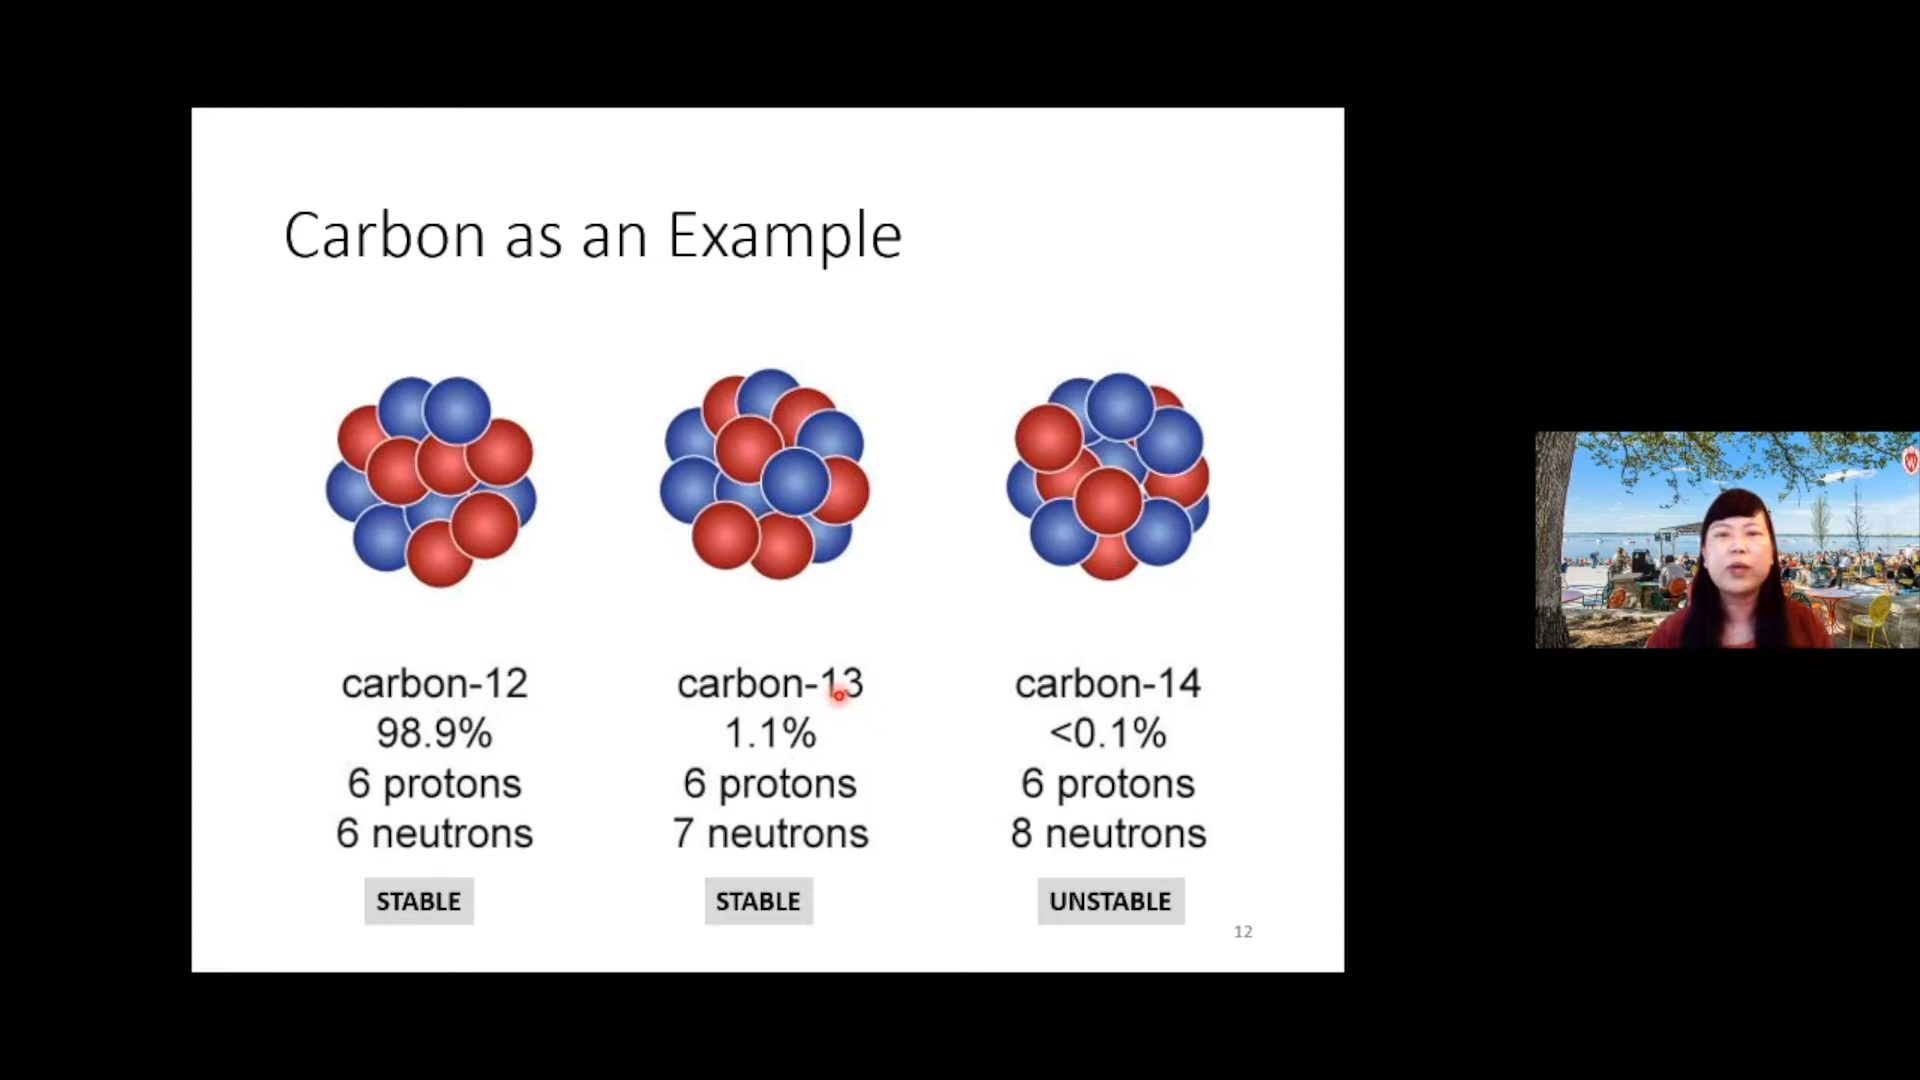 Carbon as an Example
carbon-12
98.9%
6 protons
6 neutrons
STABLE
carbon-13
1.1%
6 protons
7 neutrons
STABLE
carbon-14
<0.1%
6 protons
8 neutrons
UNSTABLE
12
W